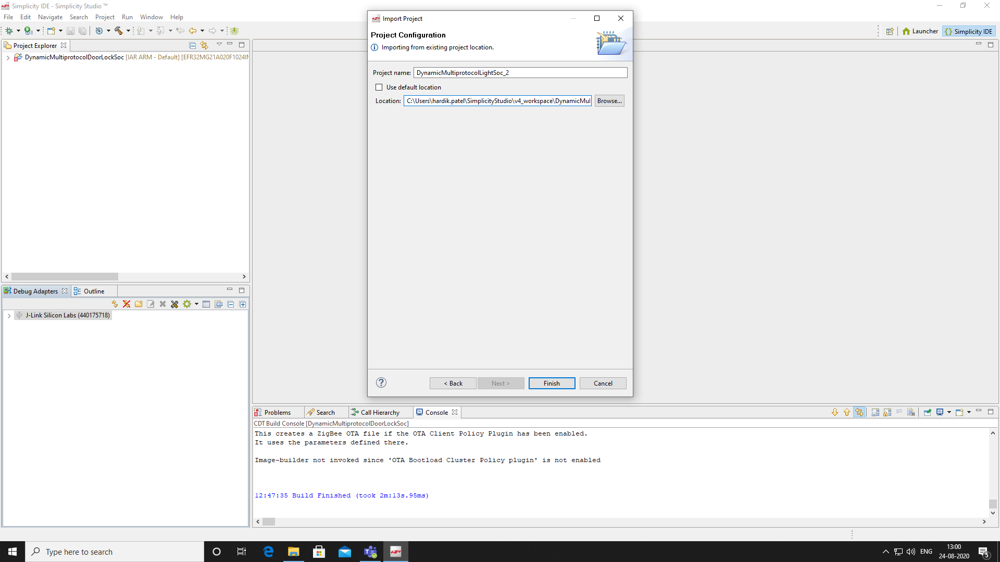 Simplicity IDE - Simplicity Studio ™
File Edit Navigate Search Project Run Window Help
Launcher
Simplicity IDE
Project Explorer
DynamicMultiprotocolDoorLockSoc [IAR ARM - Default] [EFR32MG21A020F1024I
Debug Adapters
Outline
J-Link Silicon Labs (440175718)
Import Project
Project Configuration
Importing from existing project location.
Project name: DynamicMultiprotocolLightSoc_2
Use default location
Location: C:\Users\hardik.patel\SimplicityStudio\v4_workspace\DynamicMul Browse...
? < Back Next > Finish Cancel
Problems Search Call Hierarchy Console
CDT Build Console [DynamicMultiprotocolDoorLockSoc]
This creates a ZigBee OTA file if the OTA Client Policy Plugin has been enabled.
It uses the parameters defined there.
Image-builder not invoked since 'OTA Bootload Cluster Policy plugin' is not enabled
12:47:35 Build Finished (took 2m:13s.95ms)
Type here to search
ENG
13:00
24-08-2020
5